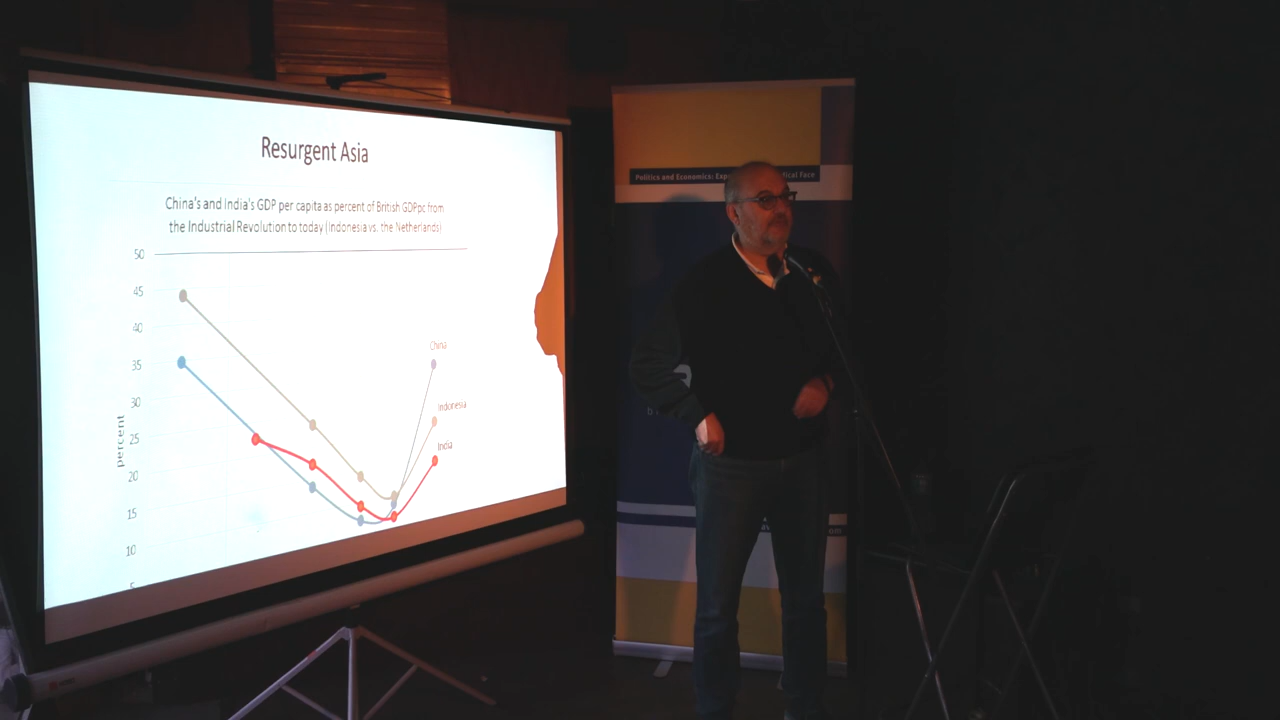 Resurgent Asia
China's and India's GDP per capita as percent of British GDPpc from
the Industrial Revolution to today (Indonesia vs. the Netherlands)
50
45
40
35
30
25
20
15
10
5
percent
China
Indonesia
India
Politics and Economics: